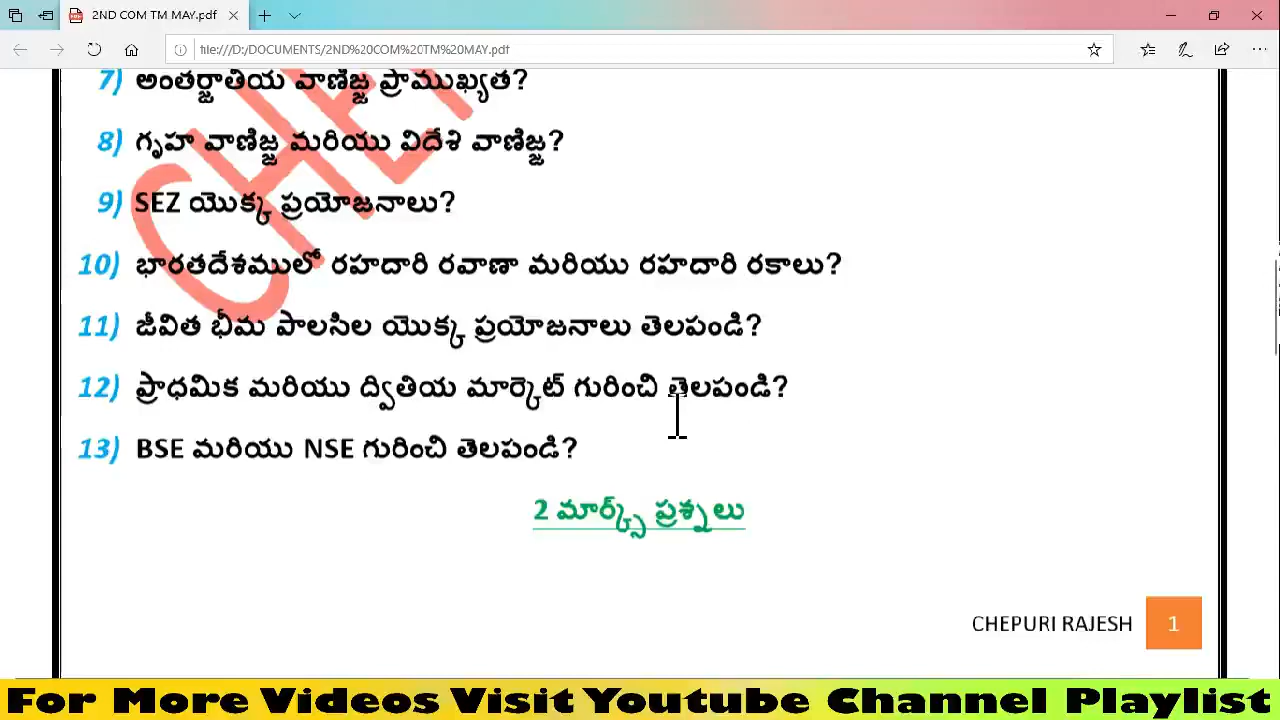 2ND COM TM MAY.pdf
file:///D:/DOCUMENTS/2ND%20COM%20TM%20MAY.pdf
7) అంతర్జాతీయ వాణిజ్జ ప్రాముఖ్యత?
8) గృహ వాణిజ్జ మరియు విదేశి వాణిజ్జ?
9) SEZ యొక్క ప్రయోజనాలు?
10) భారతదేశములో రహదారి రవాణా మరియు రహదారి రకాలు?
11) జీవిత భీమ పాలసిల యొక్క ప్రయోజనాలు తెలపండి?
12) ప్రాధమిక మరియు ద్వితియ మార్కెట్ గురించి తెలపండి?
13) BSE మరియు NSE గురించి తెలపండి?
2 మార్క్స్ ప్రశ్నలు
CHEPURI RAJESH 1
For More Videos Visit Youtube Channel Playlist